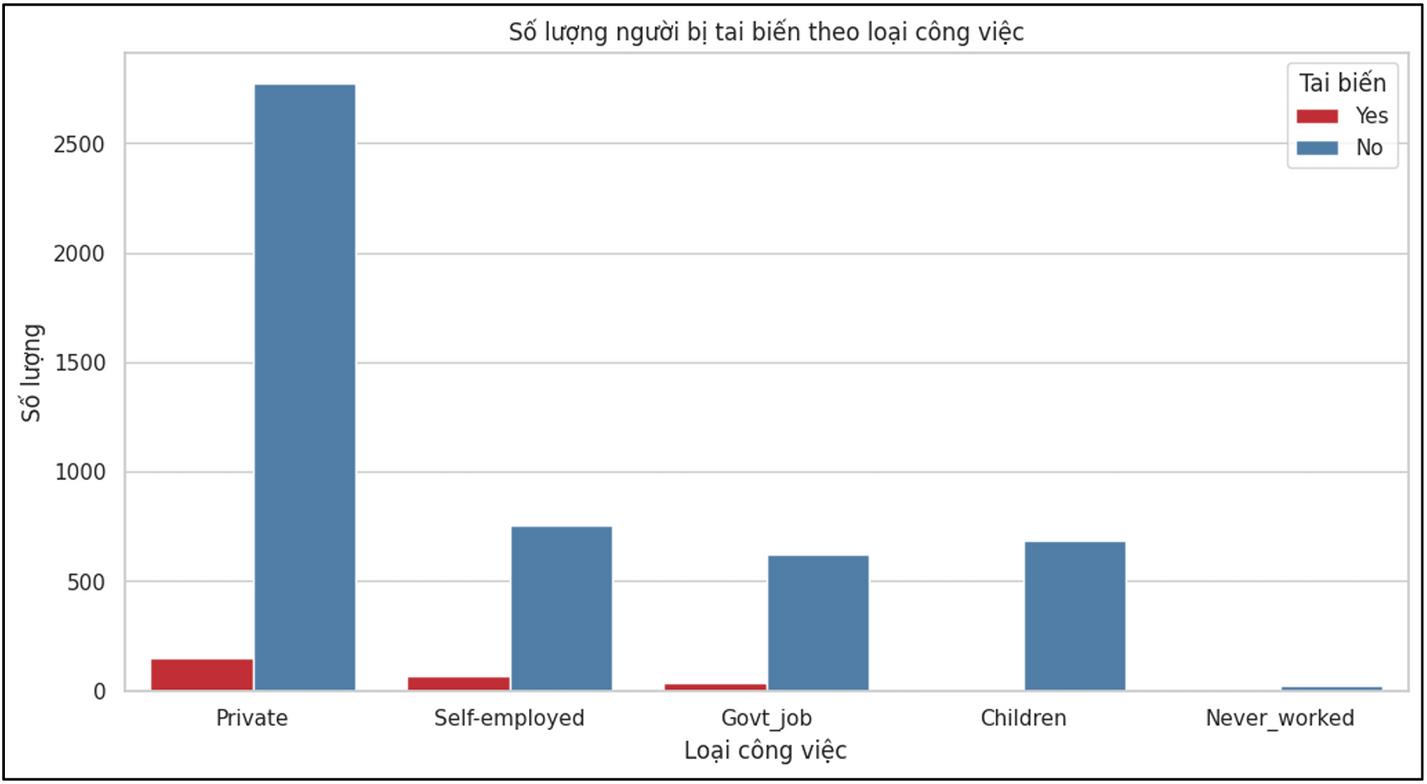 Số lượng người bị tai biến theo loại công việc
Tai biến
Yes
No
Số lượng
2500
2000
1500
1000
500
0
Private Self-employed Govt_job Children Never_worked
Loại công việc